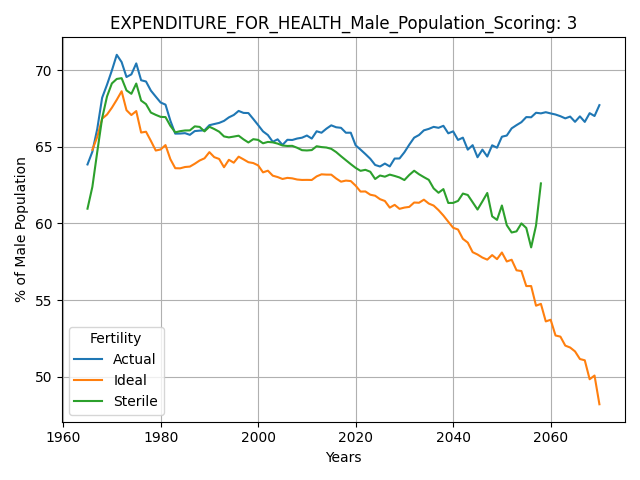 EXPENDITURE_FOR_HEALTH_Male_Population_Scoring: 3
% of Male Population
70
65
60
55
50
Fertility
Actual
Ideal
Sterile
1960
1980
2000
2020
2040
2060
Years